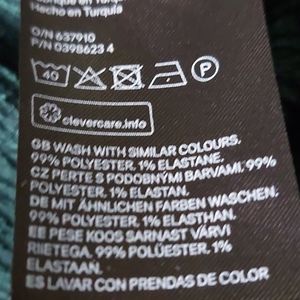 Hecho en Turquía
O/N 637910
P/N 0398623 4
40
P
clevercare.info
GB WASH WITH SIMILAR COLOURS.
99% POLYESTER, 1% ELASTANE.
CZ PERTE S PODOBNÝMI BARVAMI. 99%
POLYESTER, 1% ELASTAN.
DE MIT ÄHNLICHEN FARBEN WASCHEN.
99% POLYESTER, 1% ELASTHAN.
EE PESE KOOS SARNAST VÄRVI
RIIETEGA. 99% POLÜESTER, 1%
ELASTAAN.
ES LAVAR CON PRENDAS DE COLOR